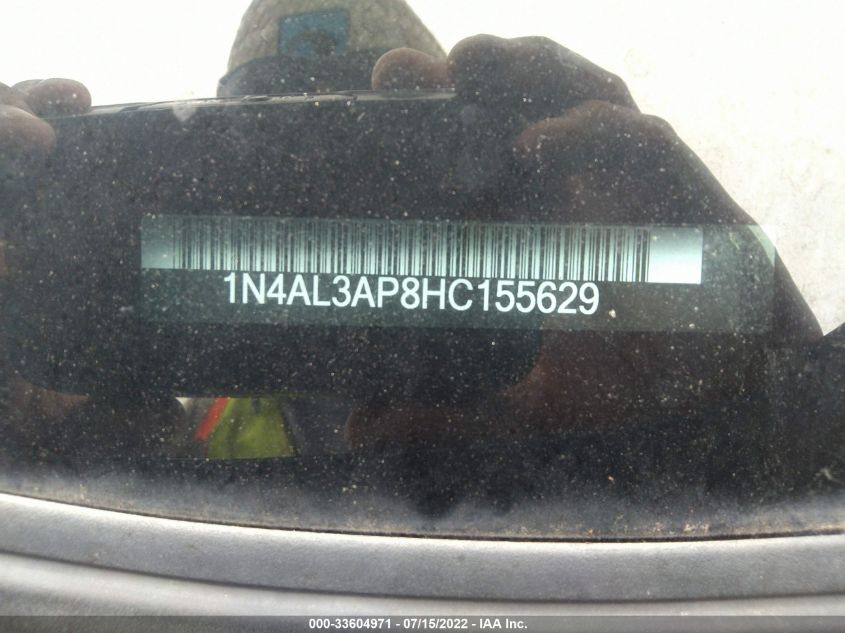 1N4AL3AP8HC155629
000-33604971 - 07/15/2022 - IAA Inc.